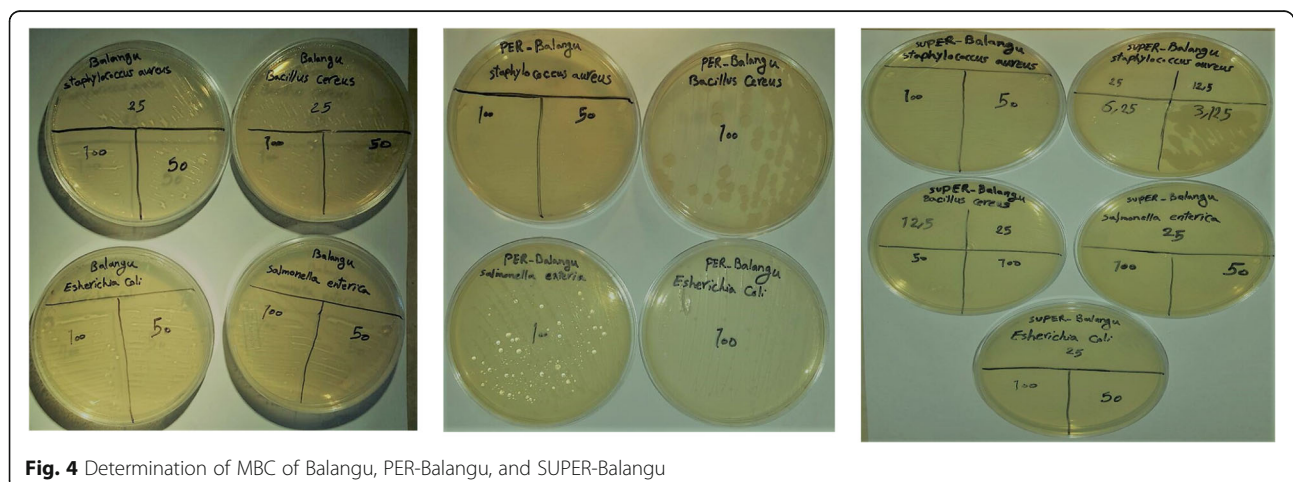 Balangu
staphylococcus aureus
25
100
50
Balangu
Bacillus Cereus
25
100
50
Balangu
Esherichia Coli
100
50
Balangu
Salmonella enterica
100
50
PER-Balangu
staphylococcus aureus
100
50
PER-Balangu
Bacillus Cereus
100
PER-Balangu
salmonella enteria
100
PER-Balangu
Esherichia Coli
100
SUPER-Balangu
staphylococcus aureus
100
50
SUPER-Balangu
staphylococcus aureus
25
12,5
6,25
3,125
SUPER-Balangu
Bacillus Cereus
12,5
25
50
100
SUPER-Balangu
Salmonella enterica
25
100
50
SUPER-Balangu
Esherichia Coli
25
100
50
Fig. 4 Determination of MBC of Balangu, PER-Balangu, and SUPER-Balangu